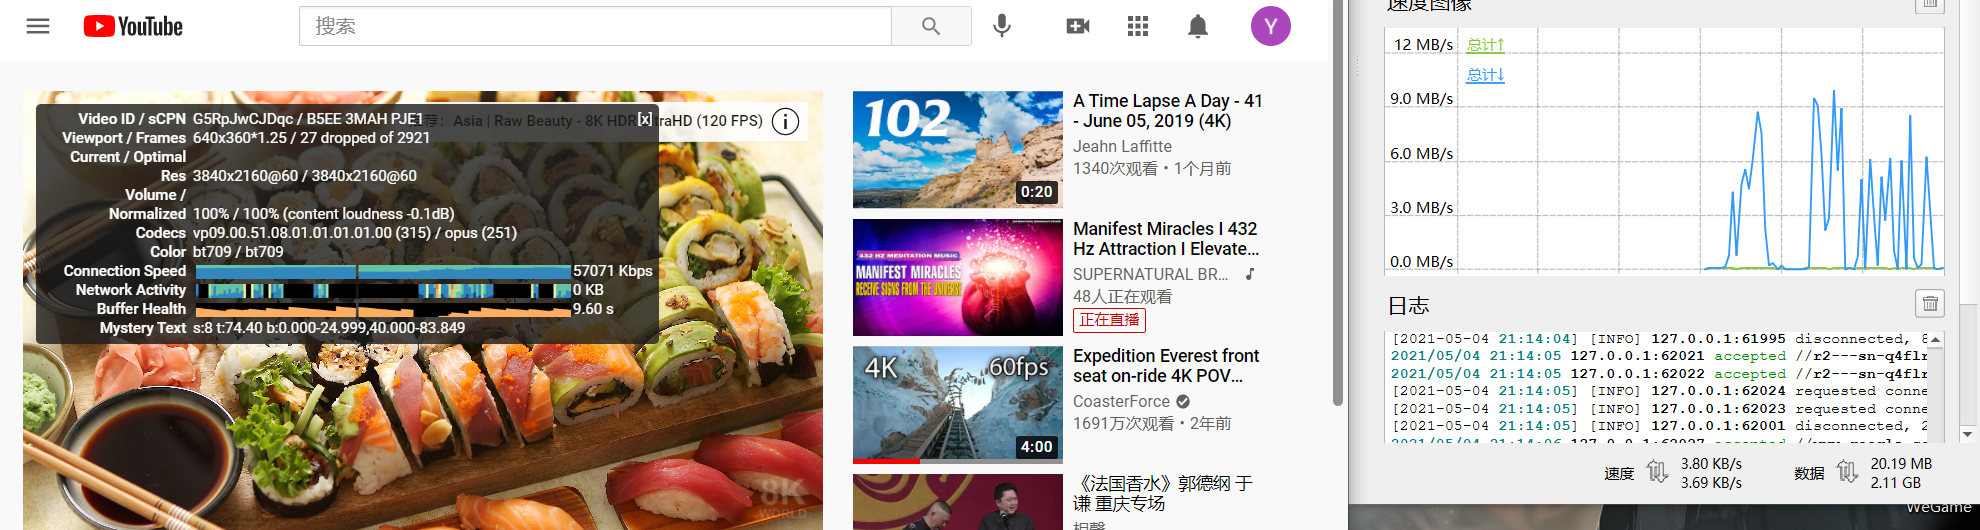 YouTube
搜索
Y
Video ID / sCPN G5RpJwCJDqc / B5EE 3MAH PJE1
[x]
荐: Asia | Raw Beauty - 8K HDR UltraHD (120 FPS)
Viewport / Frames 640x360*1.25 / 27 dropped of 2921
Current / Optimal
Res 3840x2160@60 / 3840x2160@60
Volume /
Normalized 100% / 100% (content loudness -0.1dB)
Codecs vp09.00.51.08.01.01.01.01.00 (315) / opus (251)
Color bt709 / bt709
Connection Speed 57071 Kbps
Network Activity 0 KB
Buffer Health 9.60 s
Mystery Text s:8 t:74.40 b:0.000-24.999,40.000-83.849
8K
WORLD
102
0:20
A Time Lapse A Day - 41
- June 05, 2019 (4K)
Jeahn Laffitte
1340次观看 • 1个月前
432 HZ MEDITATION MUSIC
MANIFEST MIRACLES
RECEIVE SIGNS FROM THE UNIVERSE
Manifest Miracles I 432
Hz Attraction I Elevate...
SUPERNATURAL BR...
48人正在观看
正在直播
4K
60fps
4:00
Expedition Everest front
seat on-ride 4K POV...
CoasterForce
1691万次观看 • 2年前
《法国香水》郭德纲 于
谦 重庆专场
相聲
速度图像
12 MB/s
总计↑
总计↓
9.0 MB/s
6.0 MB/s
3.0 MB/s
0.0 MB/s
日志
[2021-05-04 21:14:04] [INFO] 127.0.0.1:61995 disconnected, 8
2021/05/04 21:14:05 127.0.0.1:62021 accepted //r2---sn-q4flr
2021/05/04 21:14:05 127.0.0.1:62022 accepted //r2---sn-q4flr
[2021-05-04 21:14:05] [INFO] 127.0.0.1:62024 requested conne
[2021-05-04 21:14:05] [INFO] 127.0.0.1:62023 requested conne
[2021-05-04 21:14:05] [INFO] 127.0.0.1:62001 disconnected, 2
2021/05/04 21:14:06 127.0.0.1:62027 accepted
速度 3.80 KB/s
3.69 KB/s
数据 20.19 MB
2.11 GB
WeGame